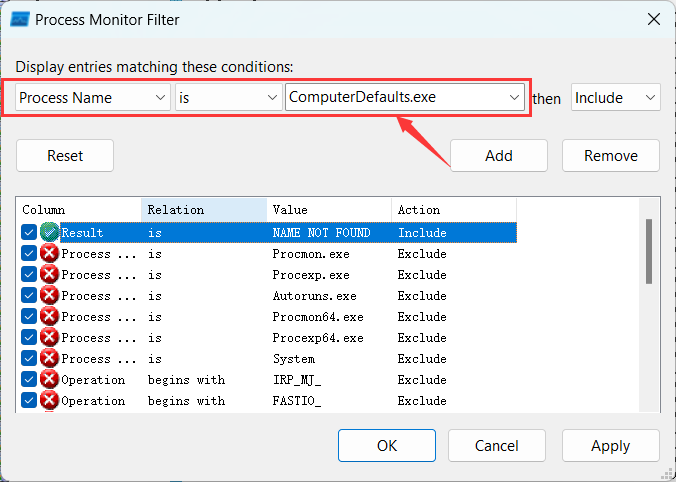 Process Monitor Filter
Display entries matching these conditions:
Process Name is ComputerDefaults.exe then Include
Reset Add Remove
Column Relation Value Action
Result is NAME NOT FOUND Include
Process ... is Procmon.exe Exclude
Process ... is Procexp.exe Exclude
Process ... is Autoruns.exe Exclude
Process ... is Procmon64.exe Exclude
Process ... is Procexp64.exe Exclude
Process ... is System Exclude
Operation begins with IRP_MJ_ Exclude
Operation begins with FASTIO_ Exclude
OK Cancel Apply